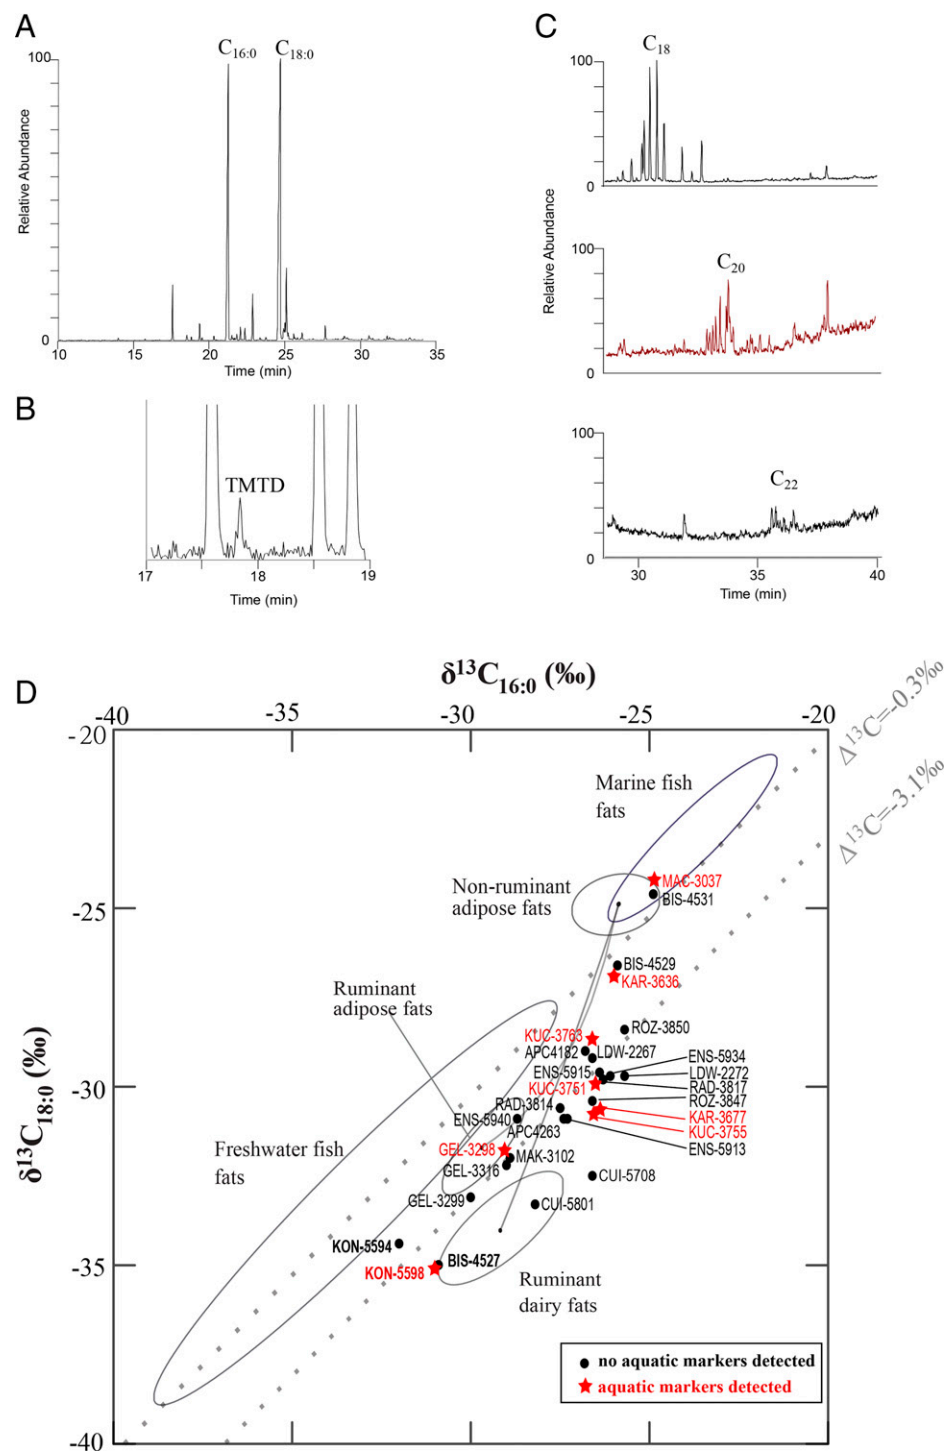 A
C16:0
C18:0
100
Relative Abundance
0
10
15
20
25
30
35
Time (min)
B
TMTD
17
18
19
Time (min)
C
C18
100
0
C20
100
Relative Abundance
0
C22
100
0
30
35
40
Time (min)
D
δ13C16:0 (‰)
-40
-35
-30
-25
-20
Δ13C=-0.3‰
Δ13C=-3.1‰
-20
-25
-30
-35
-40
δ13C18:0 (‰)
Marine fish
fats
MAC-3037
BIS-4531
Non-ruminant
adipose fats
BIS-4529
KAR-3636
Ruminant
adipose fats
ROZ-3850
KUC-3763
APC4182
LDW-2267
ENS-5934
ENS-5915
LDW-2272
KUC-3751
RAD-3817
RAD-3814
ROZ-3847
ENS-5940
KAR-3677
APC4263
KUC-3755
GEL-3298
ENS-5913
MAK-3102
Freshwater fish
fats
GEL-3316
CUI-5708
GEL-3299
CUI-5801
KON-5594
BIS-4527
KON-5598
Ruminant
dairy fats
no aquatic markers detected
aquatic markers detected